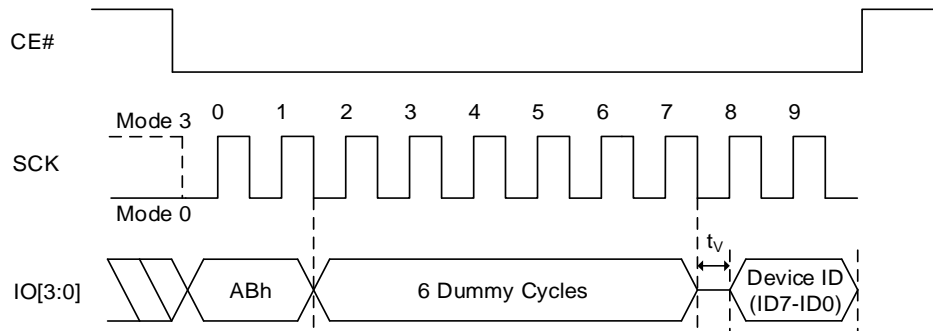 CE#
0 1 2 3 4 5 6 7 8 9
Mode 3
SCK
Mode 0
tV
IO[3:0] ABh 6 Dummy Cycles Device ID
(ID7-ID0)